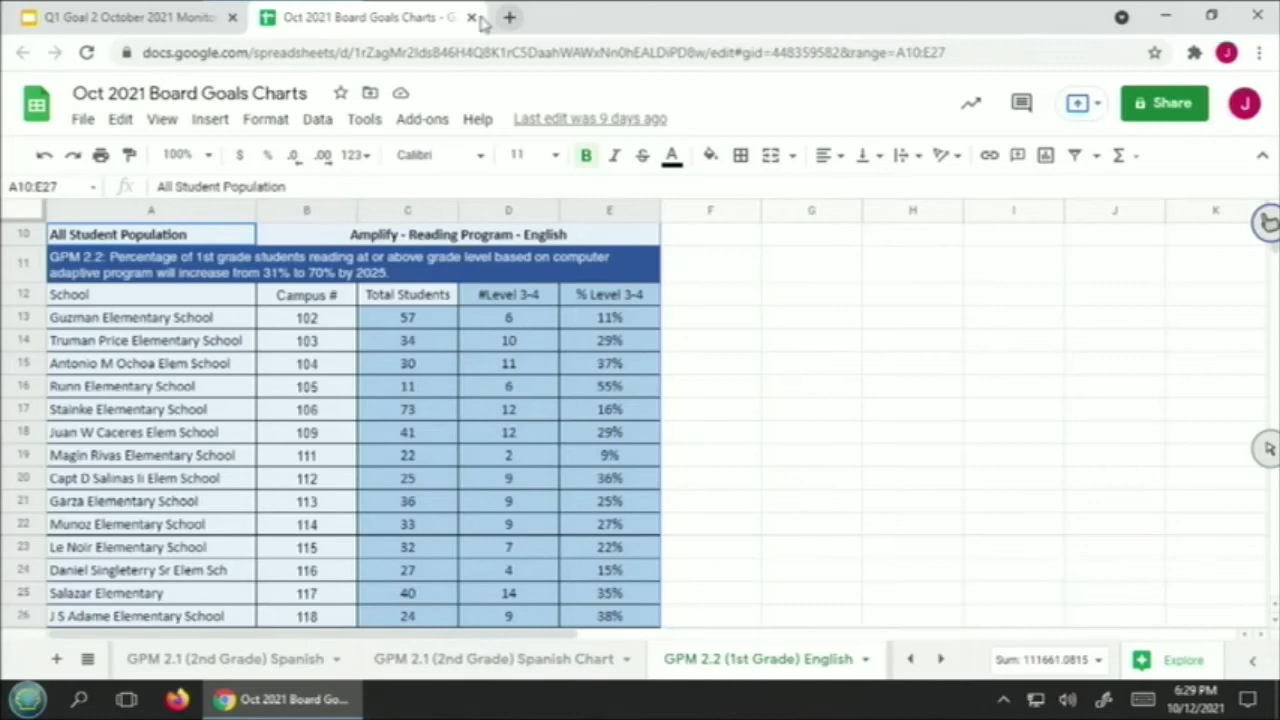 Q1 Goal 2 October 2021 Monito
Oct 2021 Board Goals Charts - G
docs.google.com/spreadsheets/d/1rZagMr2Ids846H4Q8K1rC5DaahWAWxNn0hEALDiPD8w/edit#gid=448359582&range=A10:E27
J
Oct 2021 Board Goals Charts
Share
J
File Edit View Insert Format Data Tools Add-ons Help Last edit was 9 days ago
100% $ % .0 .00 123 Calibri 11 B I S A
A10:E27 fx All Student Population
A B C D E F G H I J K
10 All Student Population Amplify - Reading Program - English
11 GPM 2.2: Percentage of 1st grade students reading at or above grade level based on computer
adaptive program will increase from 31% to 70% by 2025.
12 School Campus # Total Students #Level 3-4 % Level 3-4
13 Guzman Elementary School 102 57 6 11%
14 Truman Price Elementary School 103 34 10 29%
15 Antonio M Ochoa Elem School 104 30 11 37%
16 Runn Elementary School 105 11 6 55%
17 Stainke Elementary School 106 73 12 16%
18 Juan W Caceres Elem School 109 41 12 29%
19 Magin Rivas Elementary School 111 22 2 9%
20 Capt D Salinas Ii Elem School 112 25 9 36%
21 Garza Elementary School 113 36 9 25%
22 Munoz Elementary School 114 33 9 27%
23 Le Noir Elementary School 115 32 7 22%
24 Daniel Singleterry Sr Elem Sch 116 27 4 15%
25 Salazar Elementary 117 40 14 35%
26 J S Adame Elementary School 118 24 9 38%
GPM 2.1 (2nd Grade) Spanish GPM 2.1 (2nd Grade) Spanish Chart GPM 2.2 (1st Grade) English Sum: 111661.0815 Explore
Oct 2021 Board Go...
6:29 PM
10/12/2021